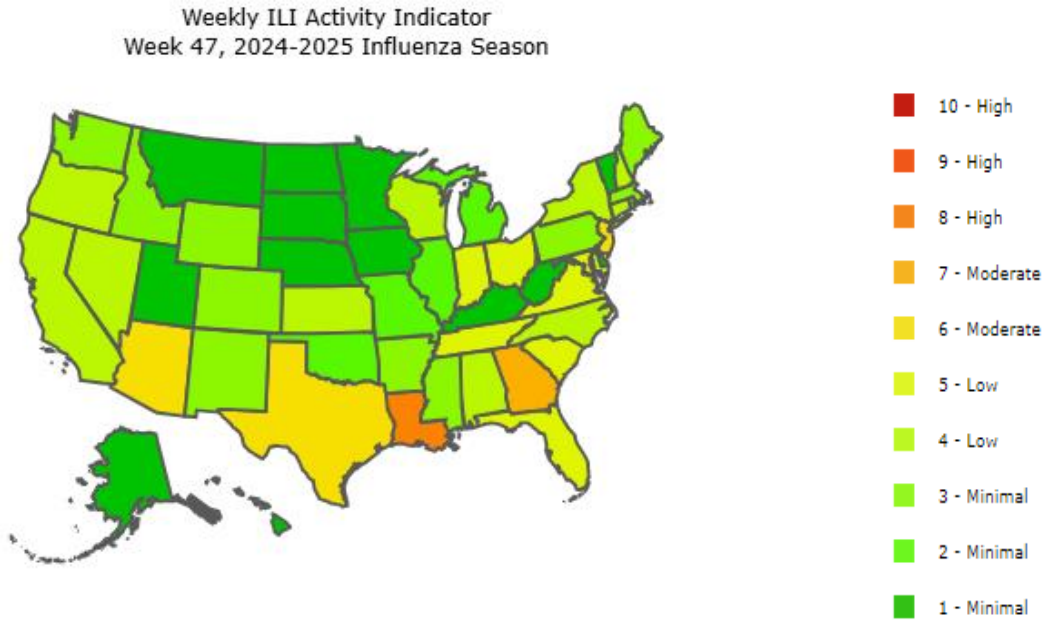 Weekly ILI Activity Indicator
Week 47, 2024-2025 Influenza Season
10 - High
9 - High
8 - High
7 - Moderate
6 - Moderate
5 - Low
4 - Low
3 - Minimal
2 - Minimal
1 - Minimal